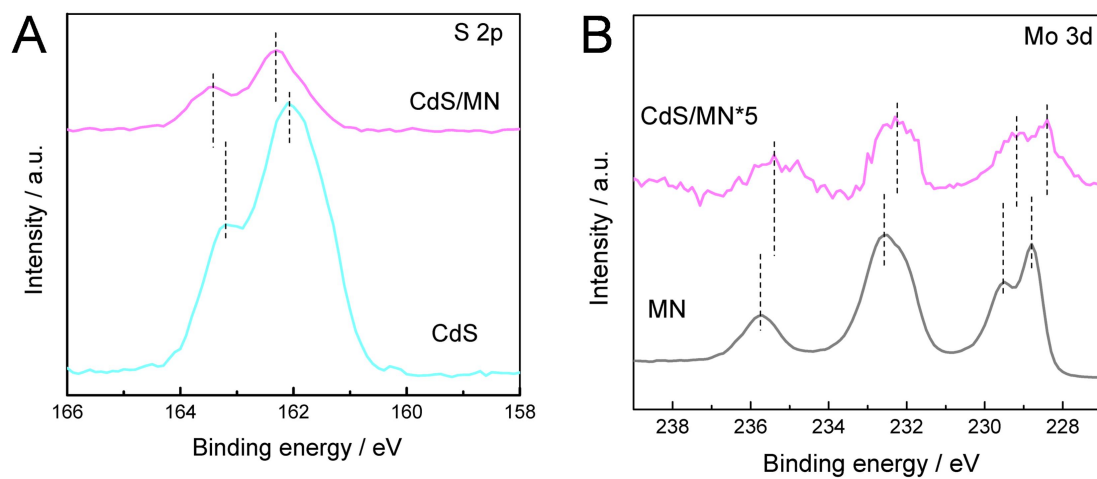 A
S 2p
CdS/MN
CdS
Intensity / a.u.
166 164 162 160 158
Binding energy / eV
B
Mo 3d
CdS/MN*5
MN
Intensity / a.u.
238 236 234 232 230 228
Binding energy / eV